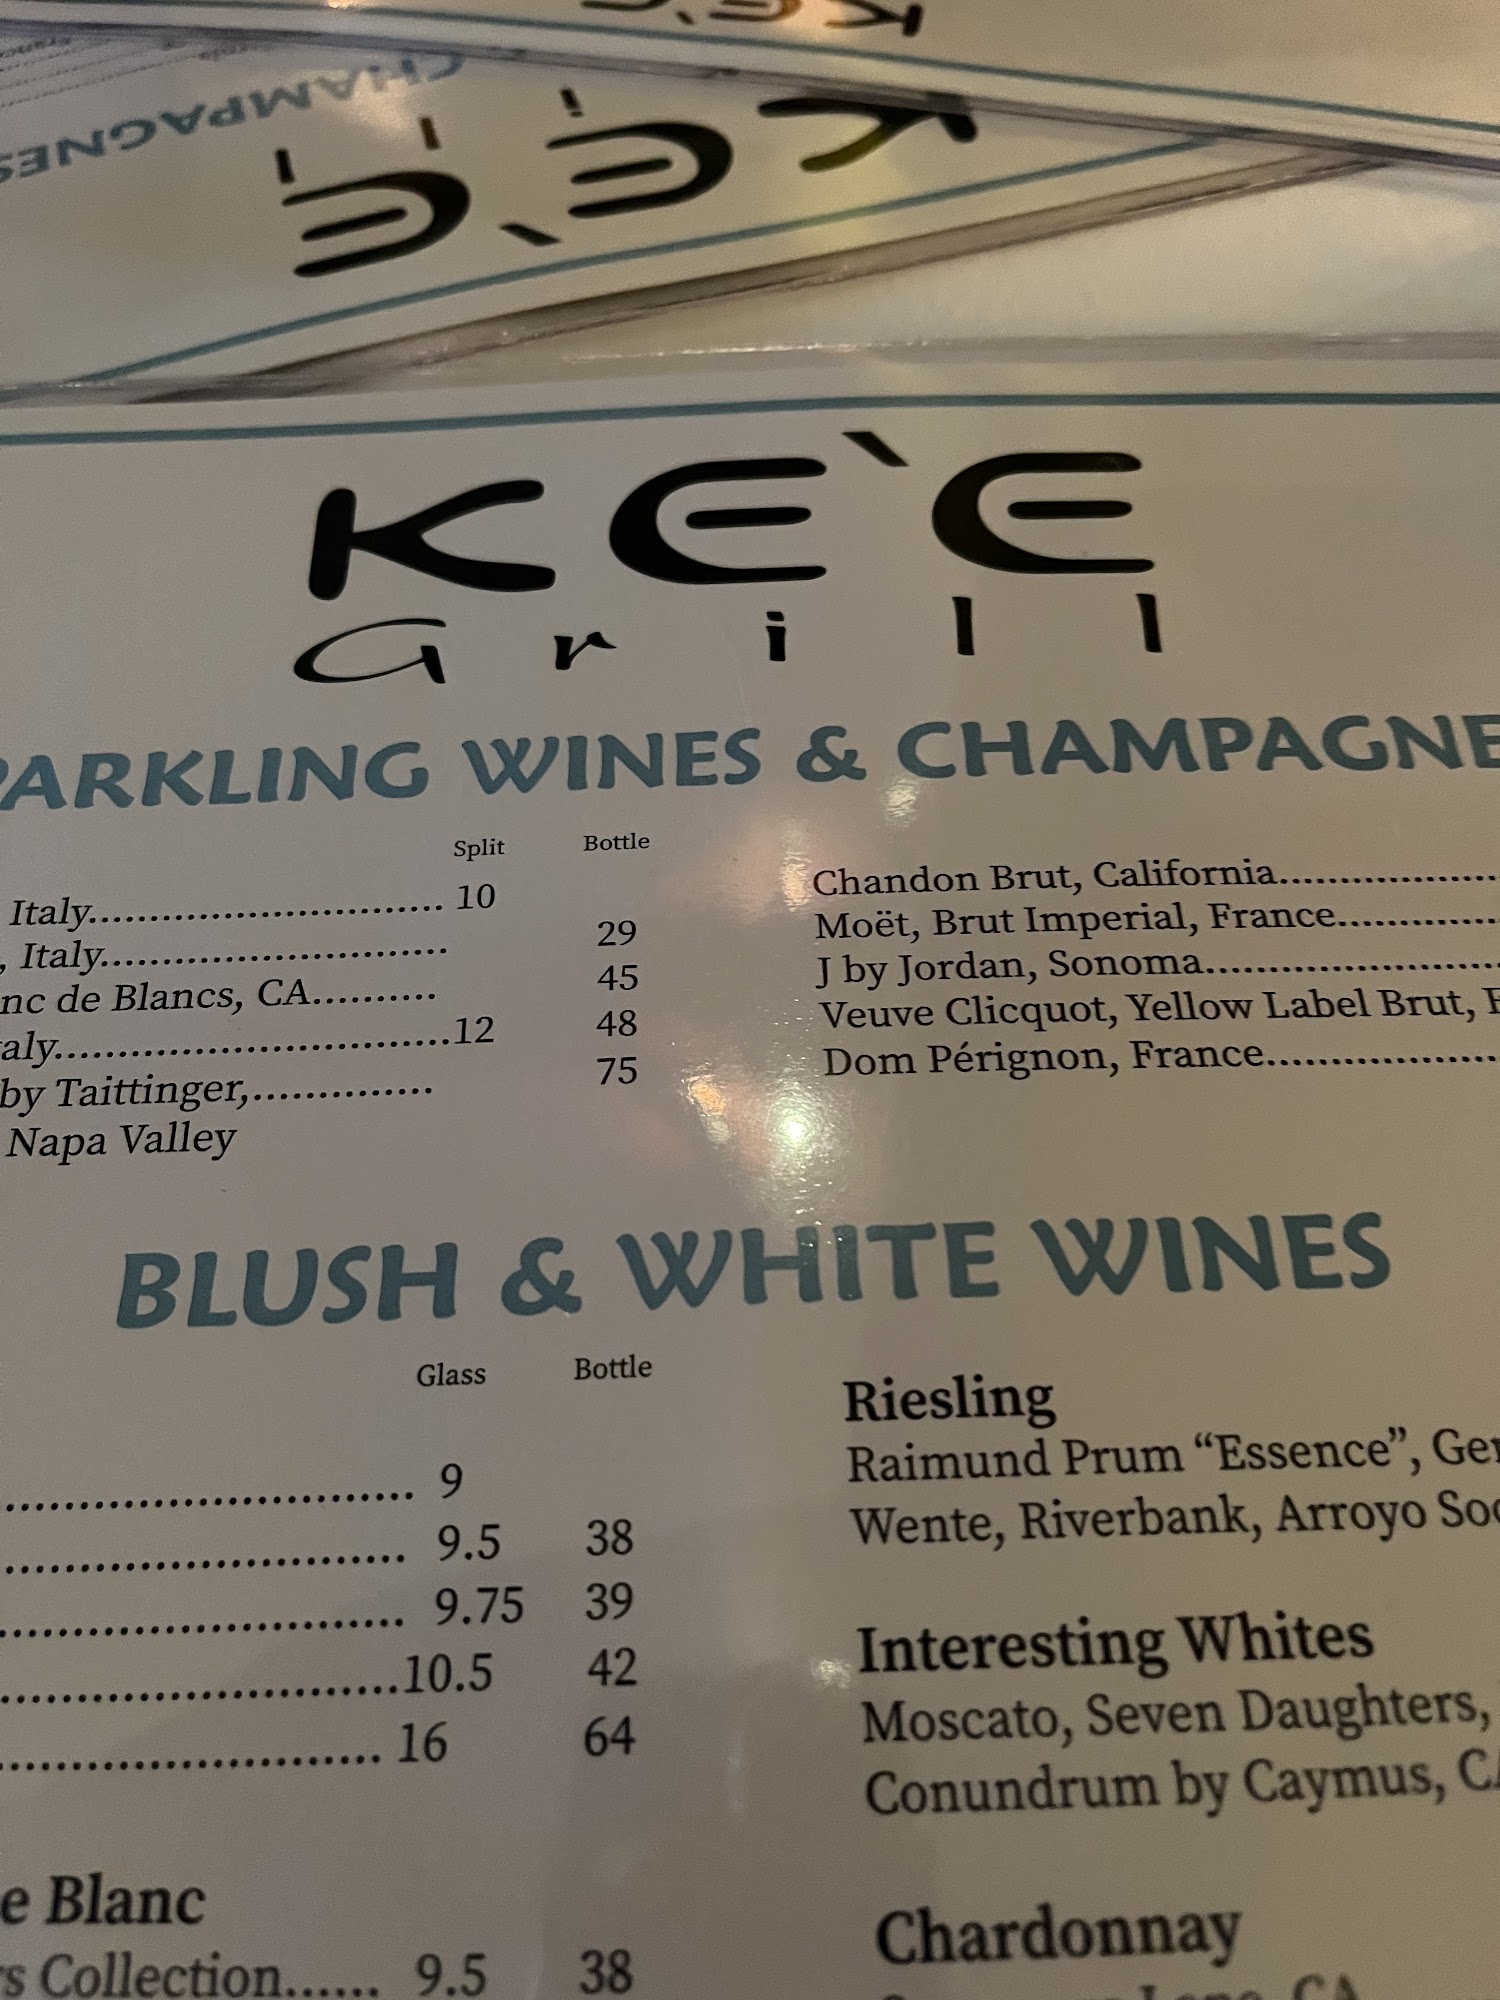 CHAMPAGNES
KE`E
KE`E
Grill
SPARKLING WINES & CHAMPAGNE
Split Bottle
Italy............................. 10
, Italy............................. 29
nc de Blancs, CA.......... 45
aly.................................12 48
by Taittinger,............... 75
Napa Valley
Chandon Brut, California..................
Moët, Brut Imperial, France.............
J by Jordan, Sonoma........................
Veuve Clicquot, Yellow Label Brut, F
Dom Pérignon, France...................
BLUSH & WHITE WINES
Glass Bottle
............................. 9
............................. 9.5 38
............................. 9.75 39
.............................10.5 42
............................. 16 64
e Blanc
s Collection...... 9.5 38
Riesling
Raimund Prum “Essence”, Ger
Wente, Riverbank, Arroyo Sec
Interesting Whites
Moscato, Seven Daughters,
Conundrum by Caymus, CA
Chardonnay